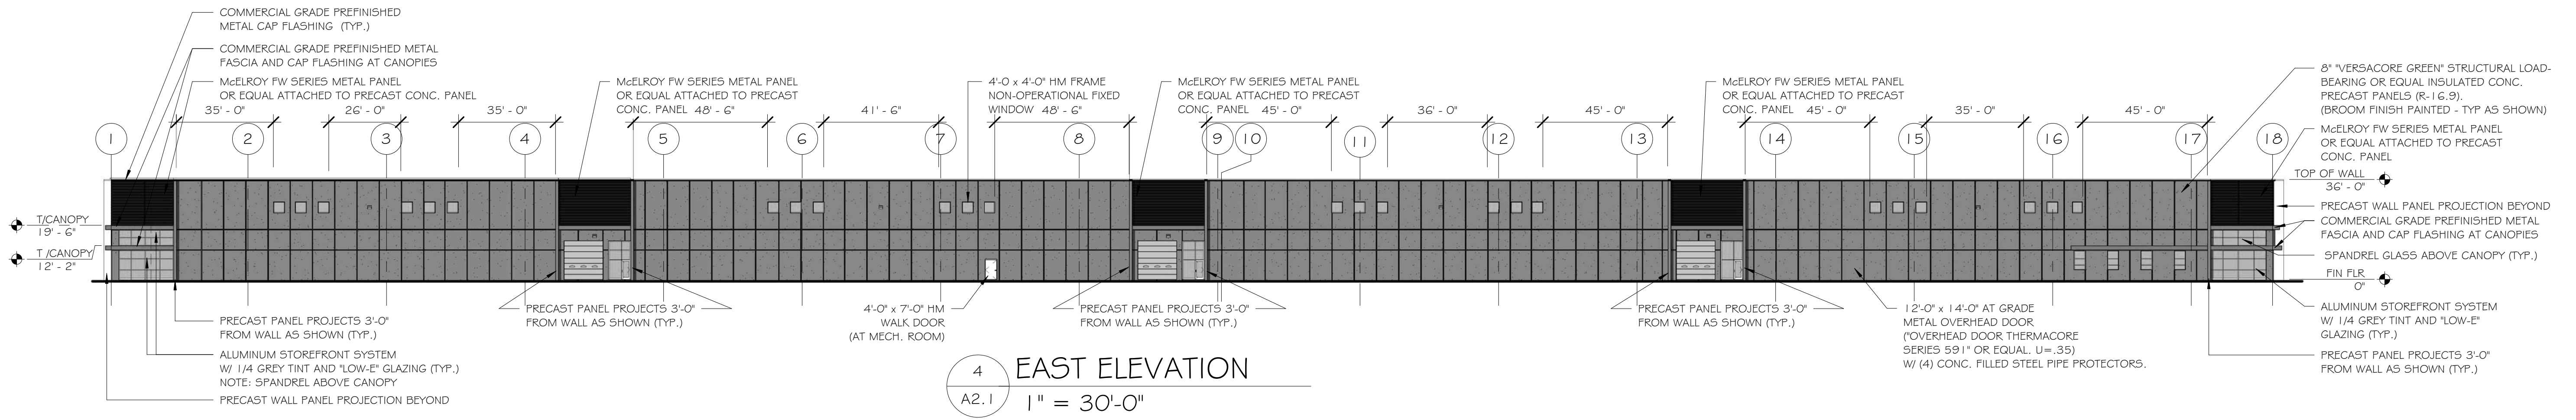 COMMERCIAL GRADE PREFINISHED
METAL CAP FLASHING (TYP.)
COMMERCIAL GRADE PREFINISHED METAL
FASCIA AND CAP FLASHING AT CANOPIES
McELROY FW SERIES METAL PANEL
OR EQUAL ATTACHED TO PRECAST CONC. PANEL
McELROY FW SERIES METAL PANEL
OR EQUAL ATTACHED TO PRECAST
CONC. PANEL
4'-0 x 4'-0" HM FRAME
NON-OPERATIONAL FIXED
WINDOW
McELROY FW SERIES METAL PANEL
OR EQUAL ATTACHED TO PRECAST
CONC. PANEL
McELROY FW SERIES METAL PANEL
OR EQUAL ATTACHED TO PRECAST
CONC. PANEL
8" "VERSACORE GREEN" STRUCTURAL LOAD-
BEARING OR EQUAL INSULATED CONC.
PRECAST PANELS (R-16.9).
(BROOM FINISH PAINTED - TYP AS SHOWN)
McELROY FW SERIES METAL PANEL
OR EQUAL ATTACHED TO PRECAST
CONC. PANEL
35' - 0"
26' - 0"
35' - 0"
48' - 6"
41' - 6"
48' - 6"
45' - 0"
36' - 0"
45' - 0"
45' - 0"
35' - 0"
45' - 0"
1
2
3
4
5
6
7
8
9
10
11
12
13
14
15
16
17
18
TOP OF WALL
36' - 0"
T/CANOPY
19' - 6"
T /CANOPY
12' - 2"
PRECAST WALL PANEL PROJECTION BEYOND
COMMERCIAL GRADE PREFINISHED METAL
FASCIA AND CAP FLASHING AT CANOPIES
SPANDREL GLASS ABOVE CANOPY (TYP.)
FIN FLR
0"
ALUMINUM STOREFRONT SYSTEM
W/ 1/4 GREY TINT AND "LOW-E"
GLAZING (TYP.)
PRECAST PANEL PROJECTS 3'-0"
FROM WALL AS SHOWN (TYP.)
PRECAST PANEL PROJECTS 3'-0"
FROM WALL AS SHOWN (TYP.)
ALUMINUM STOREFRONT SYSTEM
W/ 1/4 GREY TINT AND "LOW-E" GLAZING (TYP.)
NOTE: SPANDREL ABOVE CANOPY
PRECAST WALL PANEL PROJECTION BEYOND
PRECAST PANEL PROJECTS 3'-0"
FROM WALL AS SHOWN (TYP.)
4'-0" x 7'-0" HM
WALK DOOR
(AT MECH. ROOM)
PRECAST PANEL PROJECTS 3'-0"
FROM WALL AS SHOWN (TYP.)
PRECAST PANEL PROJECTS 3'-0"
FROM WALL AS SHOWN (TYP.)
12'-0" x 14'-0" AT GRADE
METAL OVERHEAD DOOR
("OVERHEAD DOOR THERMACORE
SERIES 591" OR EQUAL. U=.35)
W/ (4) CONC. FILLED STEEL PIPE PROTECTORS.
4
A2.1
EAST ELEVATION
1" = 30'-0"